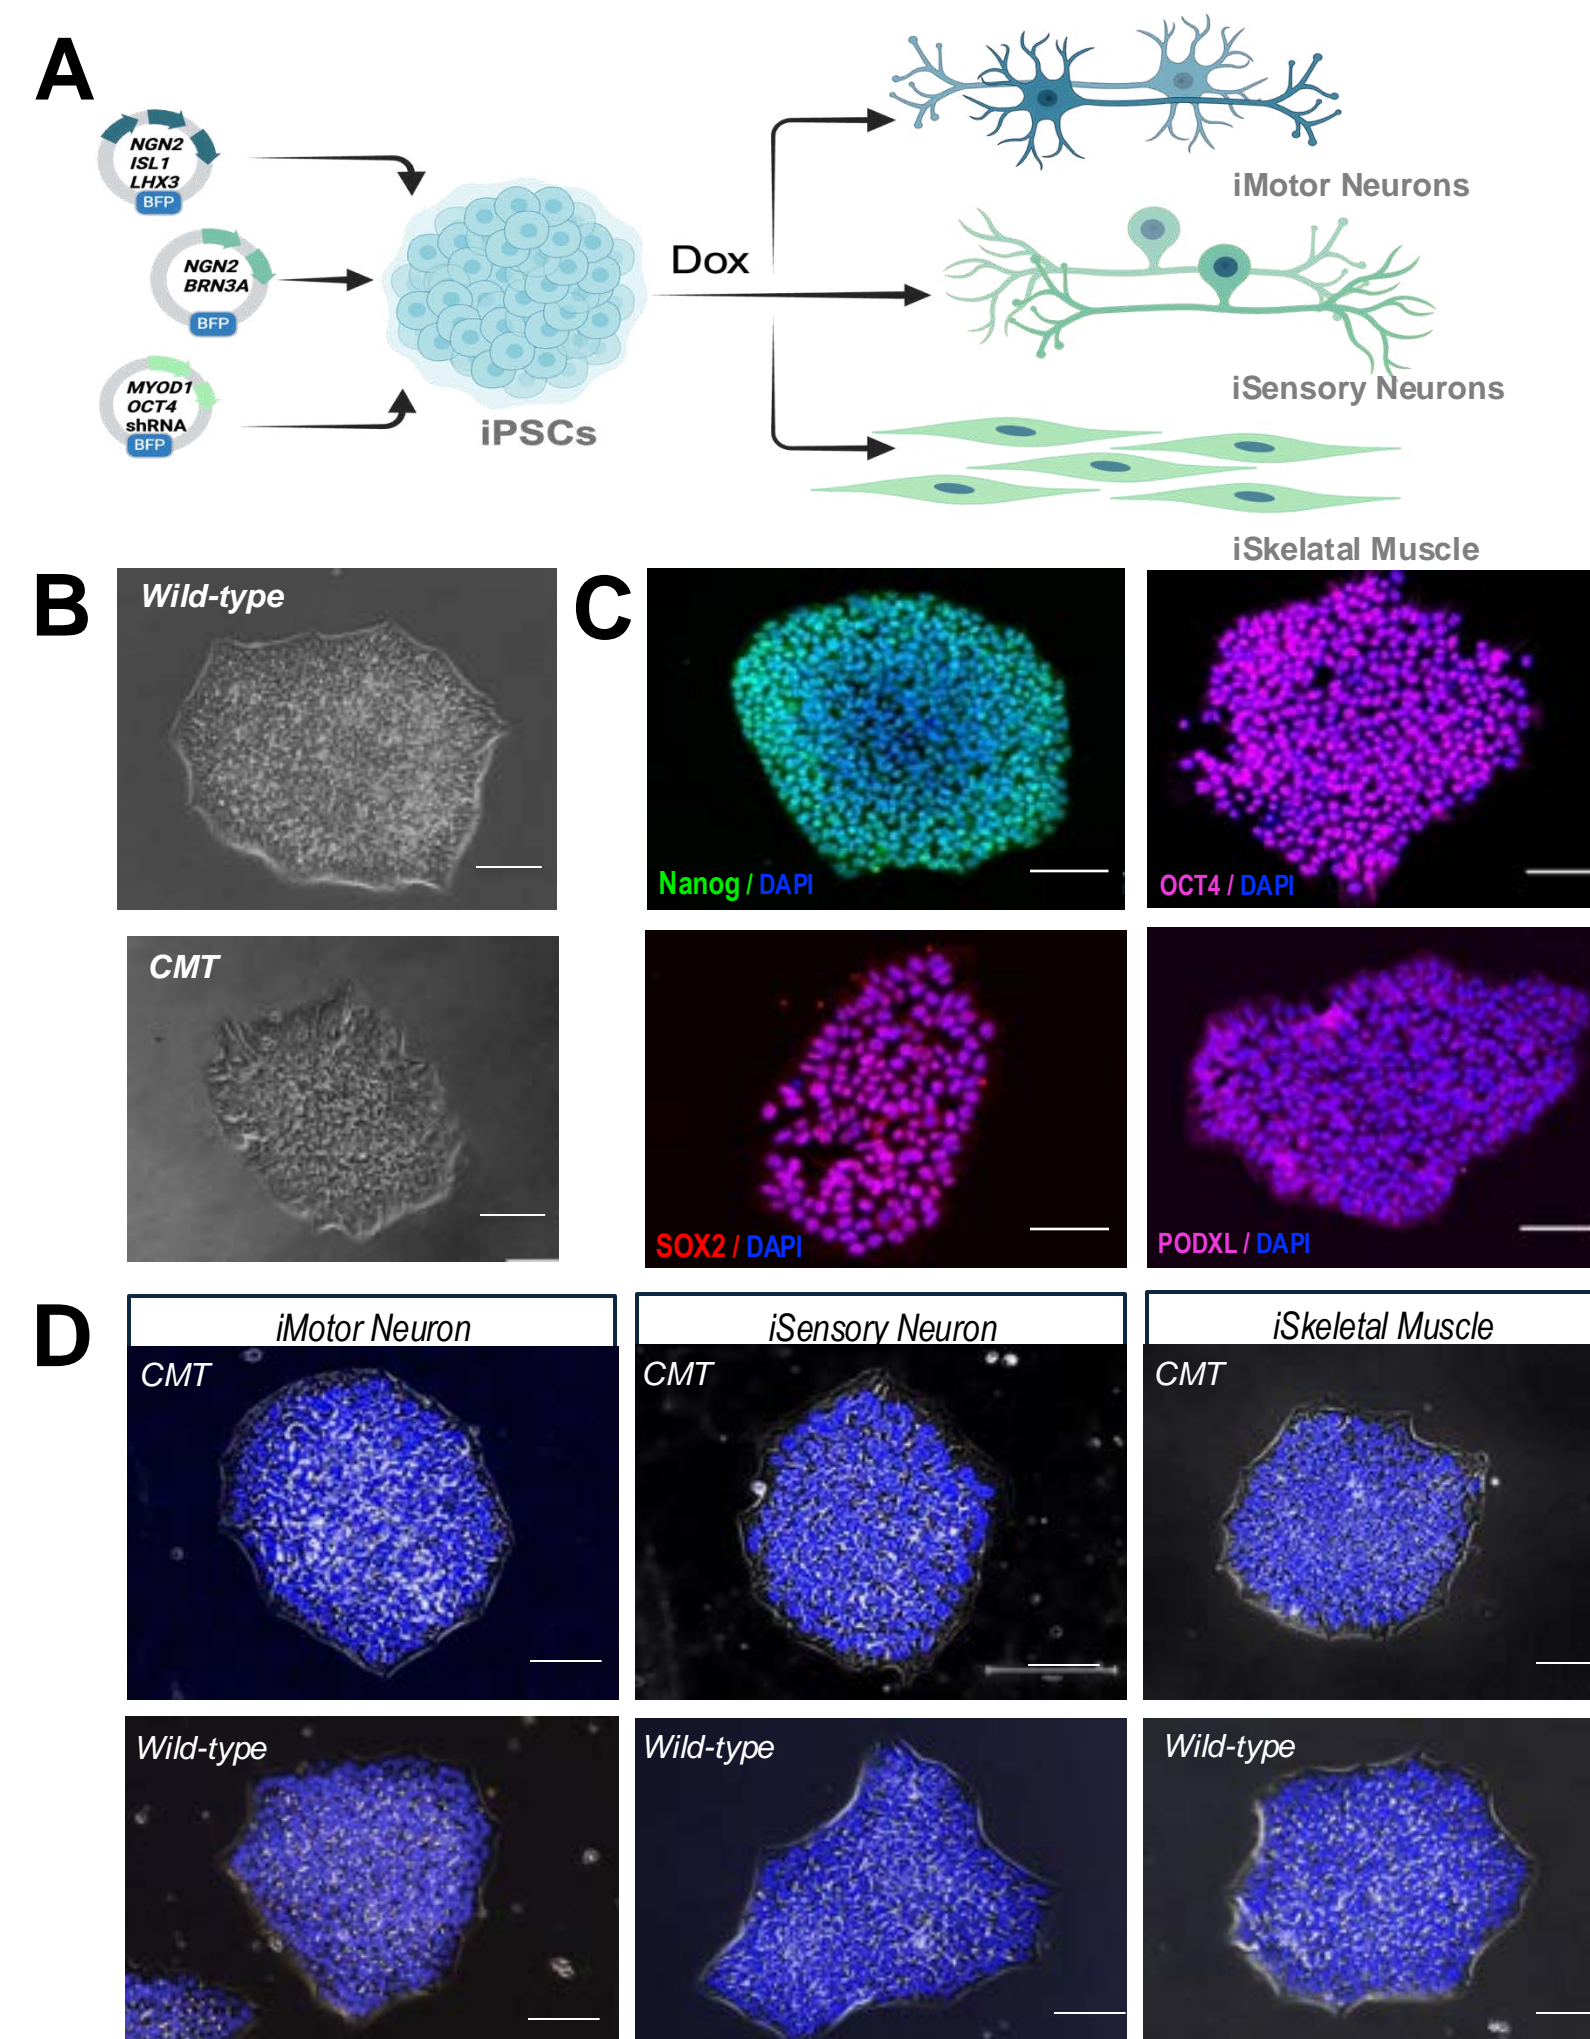 A
NGN2
ISL1
LHX3
BFP
NGN2
BRN3A
BFP
MYOD1
OCT4
shRNA
BFP
iPSCs
Dox
iMotor Neurons
iSensory Neurons
iSkelatal Muscle
B
Wild-type
CMT
C
Nanog / DAPI
OCT4 / DAPI
SOX2 / DAPI
PODXL / DAPI
D
iMotor Neuron
iSensory Neuron
iSkeletal Muscle
CMT
CMT
CMT
Wild-type
Wild-type
Wild-type